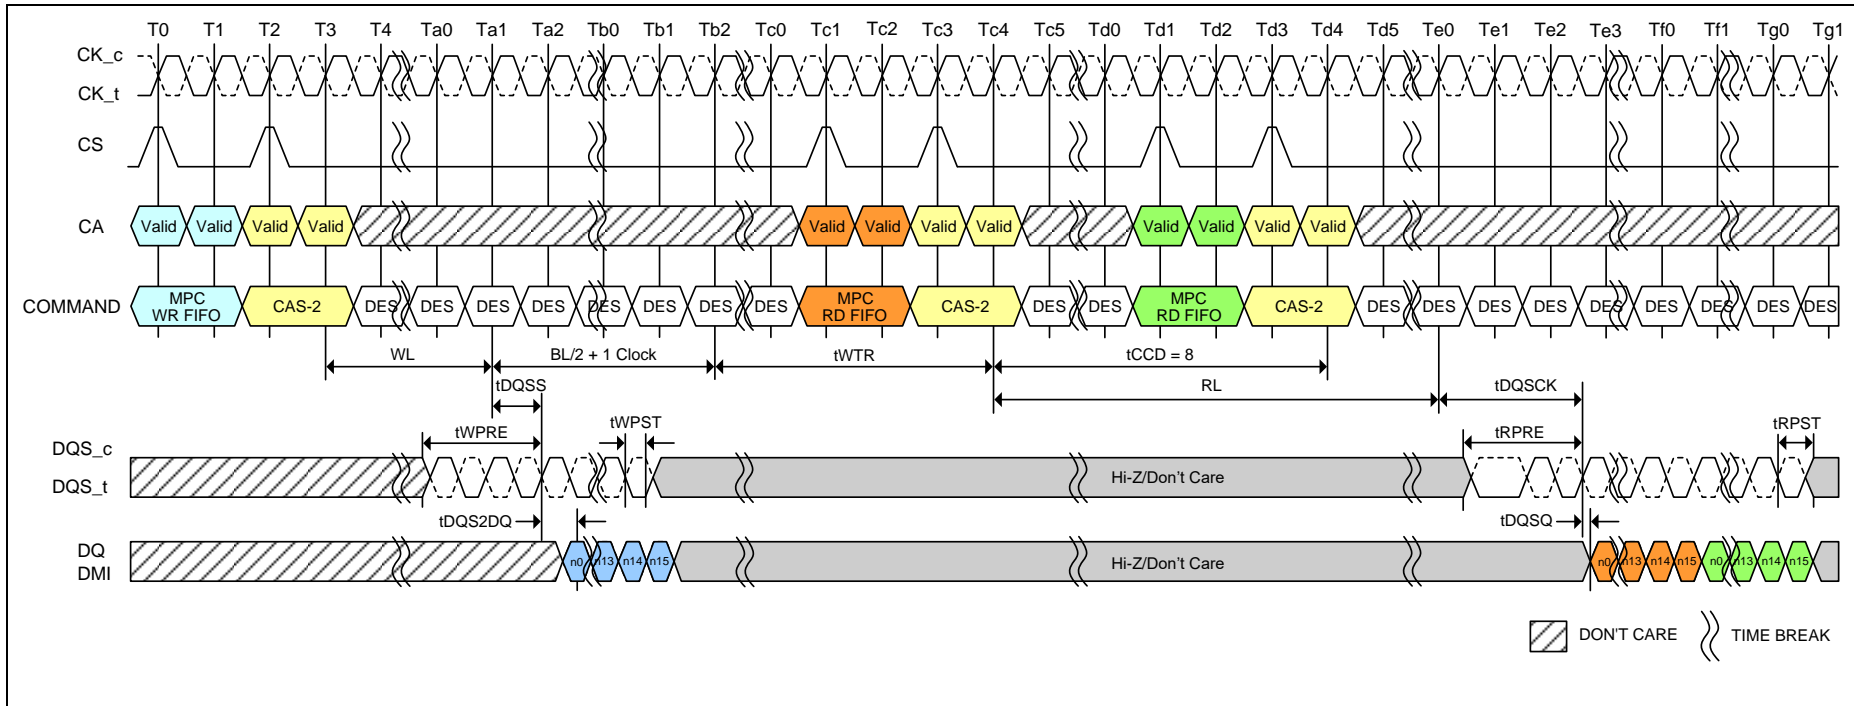 T0 T1 T2 T3 T4 Ta0 Ta1 Ta2 Tb0 Tb1 Tb2 Tc0 Tc1 Tc2 Tc3 Tc4 Tc5 Td0 Td1 Td2 Td3 Td4 Td5 Te0 Te1 Te2 Te3 Tf0 Tf1 Tg0 Tg1
CK_c
CK_t
CS
CA Valid Valid Valid Valid Valid Valid Valid Valid Valid Valid Valid Valid
COMMAND MPC WR FIFO CAS-2 DES DES DES DES DES DES DES DES MPC RD FIFO CAS-2 DES DES MPC RD FIFO CAS-2 DES DES DES DES DES DES DES DES DES
WL BL/2 + 1 Clock tWTR tCCD = 8
tDQSS RL tDQSCK
tWPRE tWPST tRPRE tRPST
DQS_c
DQS_t Hi-Z/Don't Care
tDQS2DQ tDQSQ
DQ
DMI n0 n13 n14 n15 Hi-Z/Don't Care n0 n13 n14 n15 n0 n13 n14 n15
DON'T CARE TIME BREAK